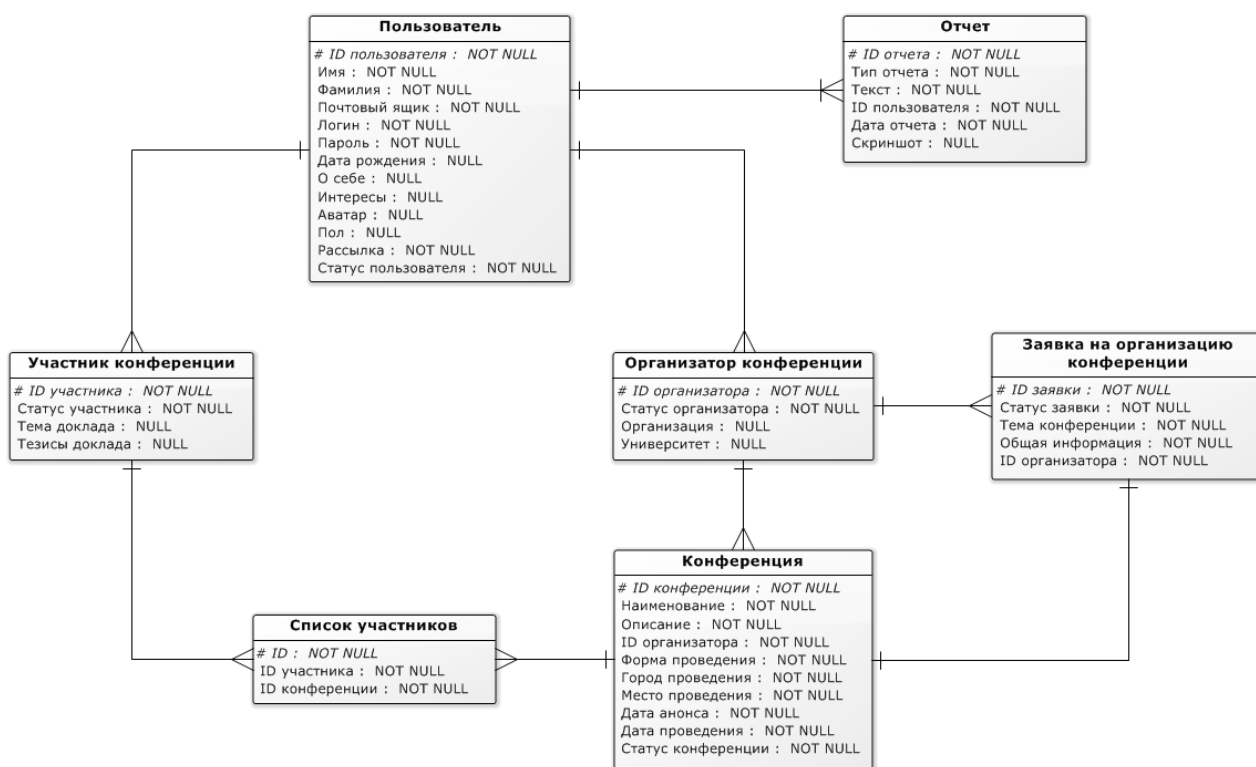 Пользователь
# ID пользователя : NOT NULL
Имя : NOT NULL
Фамилия : NOT NULL
Почтовый ящик : NOT NULL
Логин : NOT NULL
Пароль : NOT NULL
Дата рождения : NULL
О себе : NULL
Интересы : NULL
Аватар : NULL
Пол : NULL
Рассылка : NOT NULL
Статус пользователя : NOT NULL
Отчет
# ID отчета : NOT NULL
Тип отчета : NOT NULL
Текст : NOT NULL
ID пользователя : NOT NULL
Дата отчета : NOT NULL
Скриншот : NULL
Участник конференции
# ID участника : NOT NULL
Статус участника : NOT NULL
Тема доклада : NULL
Тезисы доклада : NULL
Организатор конференции
# ID организатора : NOT NULL
Статус организатора : NOT NULL
Организация : NULL
Университет : NULL
Заявка на организацию
конференции
# ID заявки : NOT NULL
Статус заявки : NOT NULL
Тема конференции : NOT NULL
Общая информация : NOT NULL
ID организатора : NOT NULL
Список участников
# ID : NOT NULL
ID участника : NOT NULL
ID конференции : NOT NULL
Конференция
# ID конференции : NOT NULL
Наименование : NOT NULL
Описание : NOT NULL
ID организатора : NOT NULL
Форма проведения : NOT NULL
Город проведения : NOT NULL
Место проведения : NOT NULL
Дата анонса : NOT NULL
Дата проведения : NOT NULL
Статус конференции : NOT NULL